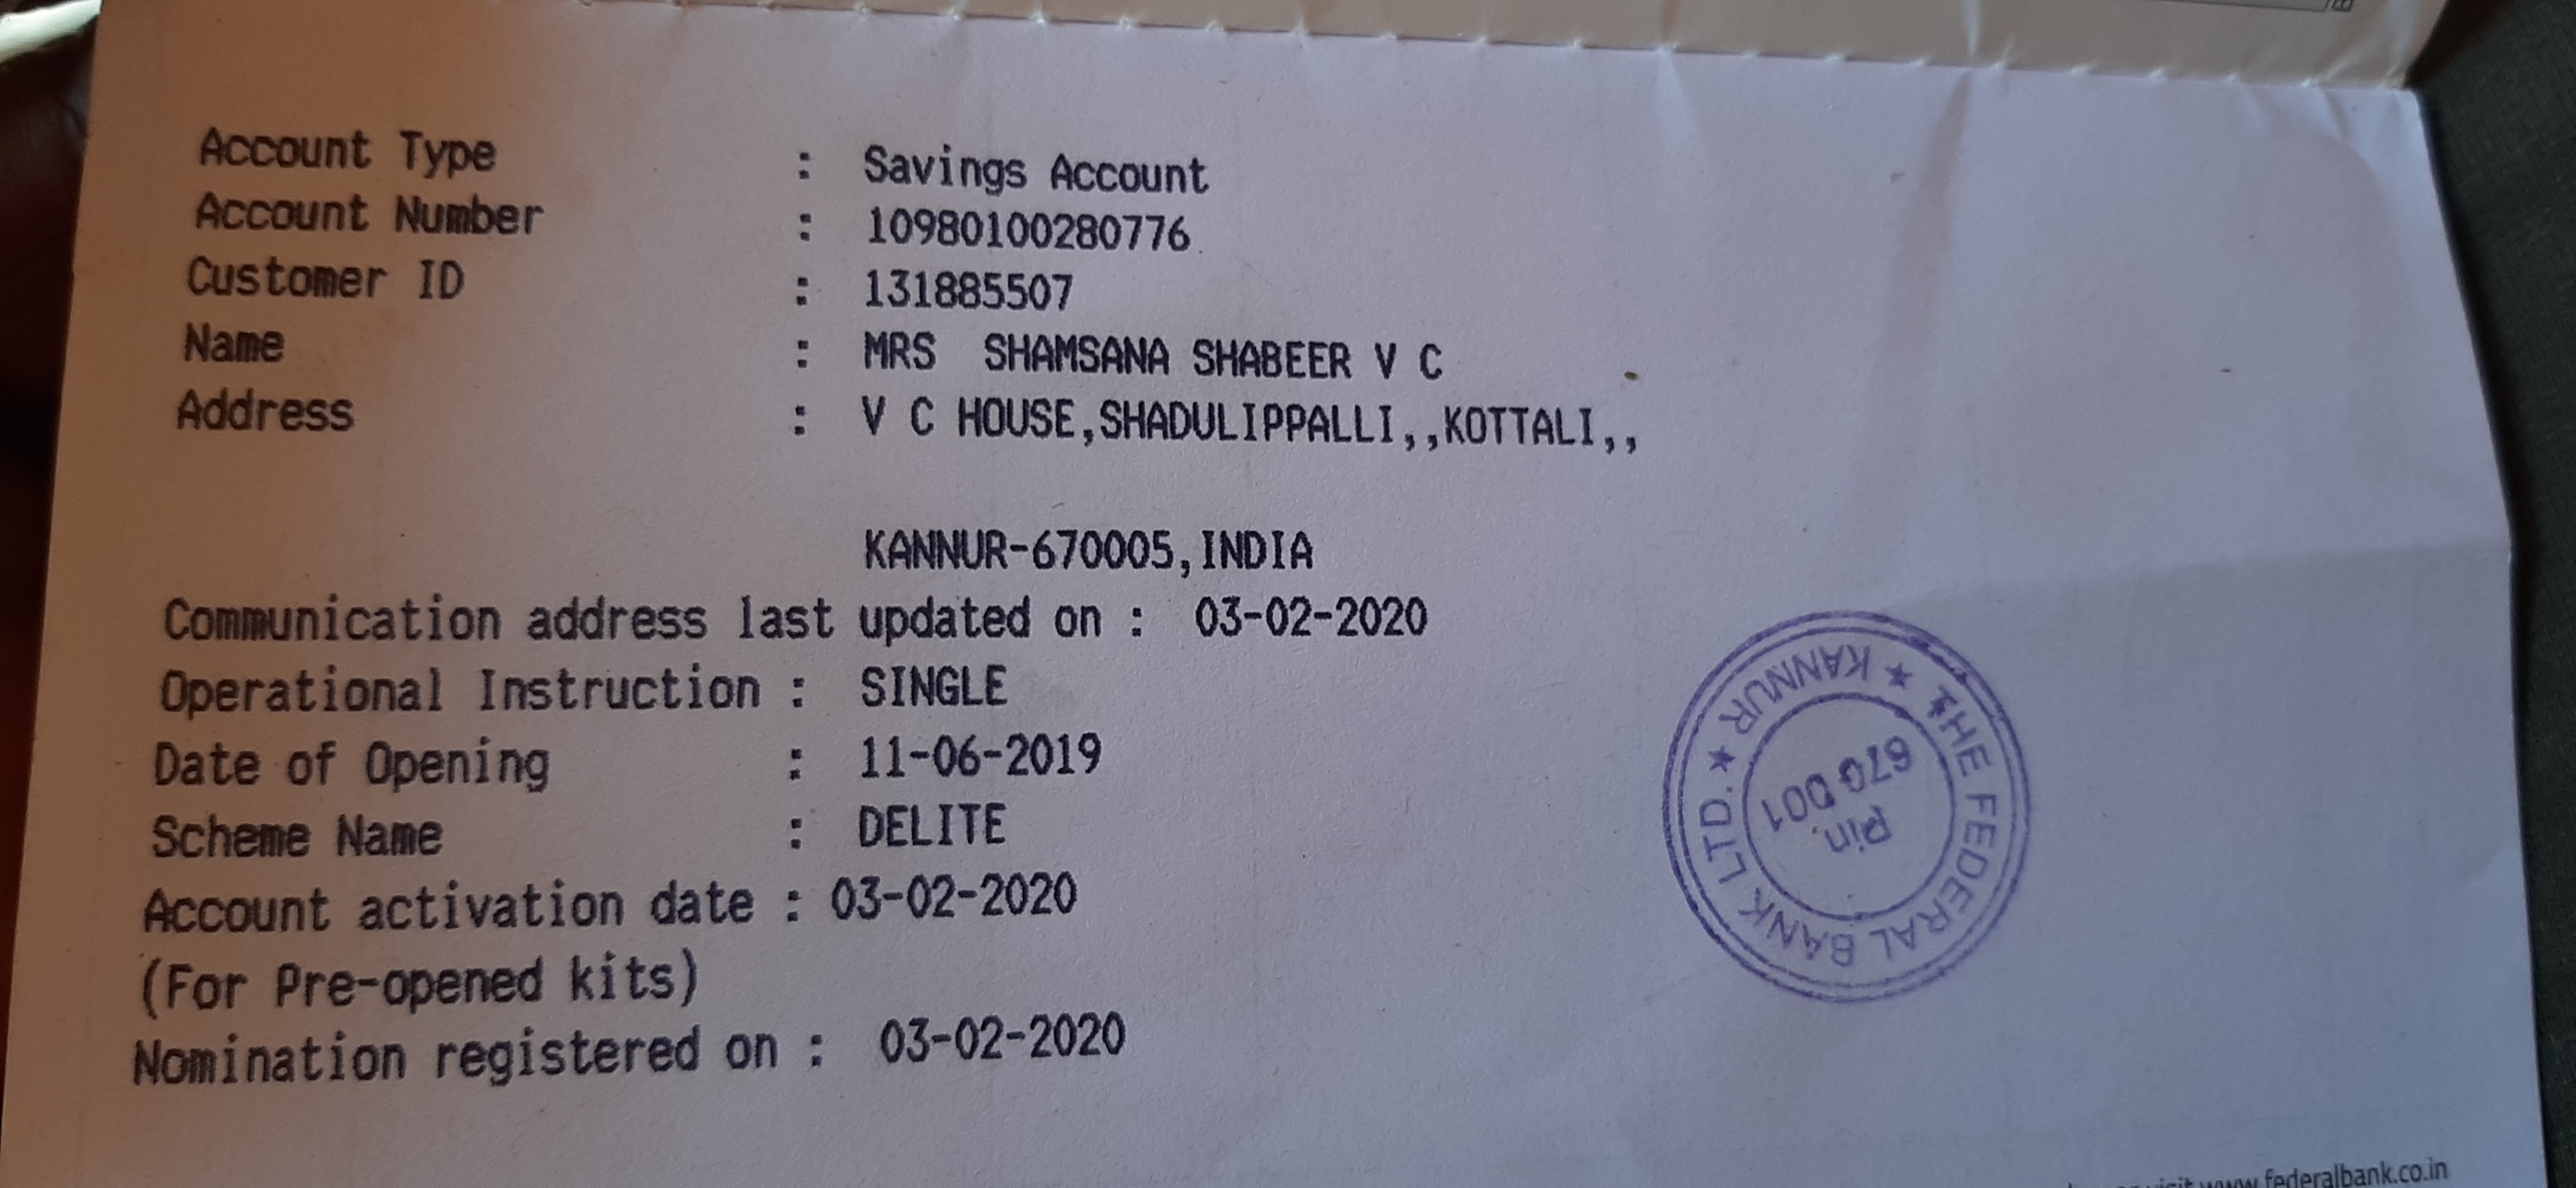 Account Type : Savings Account
Account Number : 10980100280776
Customer ID : 131885507
Name : MRS SHAMSANA SHABEER V C
Address : V C HOUSE,SHADULIPPALLI,,KOTTALI,,
KANNUR-670005,INDIA
Communication address last updated on : 03-02-2020
Operational Instruction : SINGLE
Date of Opening : 11-06-2019
Scheme Name : DELITE
Account activation date : 03-02-2020
(For Pre-opened kits)
Nomination registered on : 03-02-2020
THE FEDERAL BANK LTD. ★ KANNUR ★
Pin.
670 001
visit www.federalbank.co.in